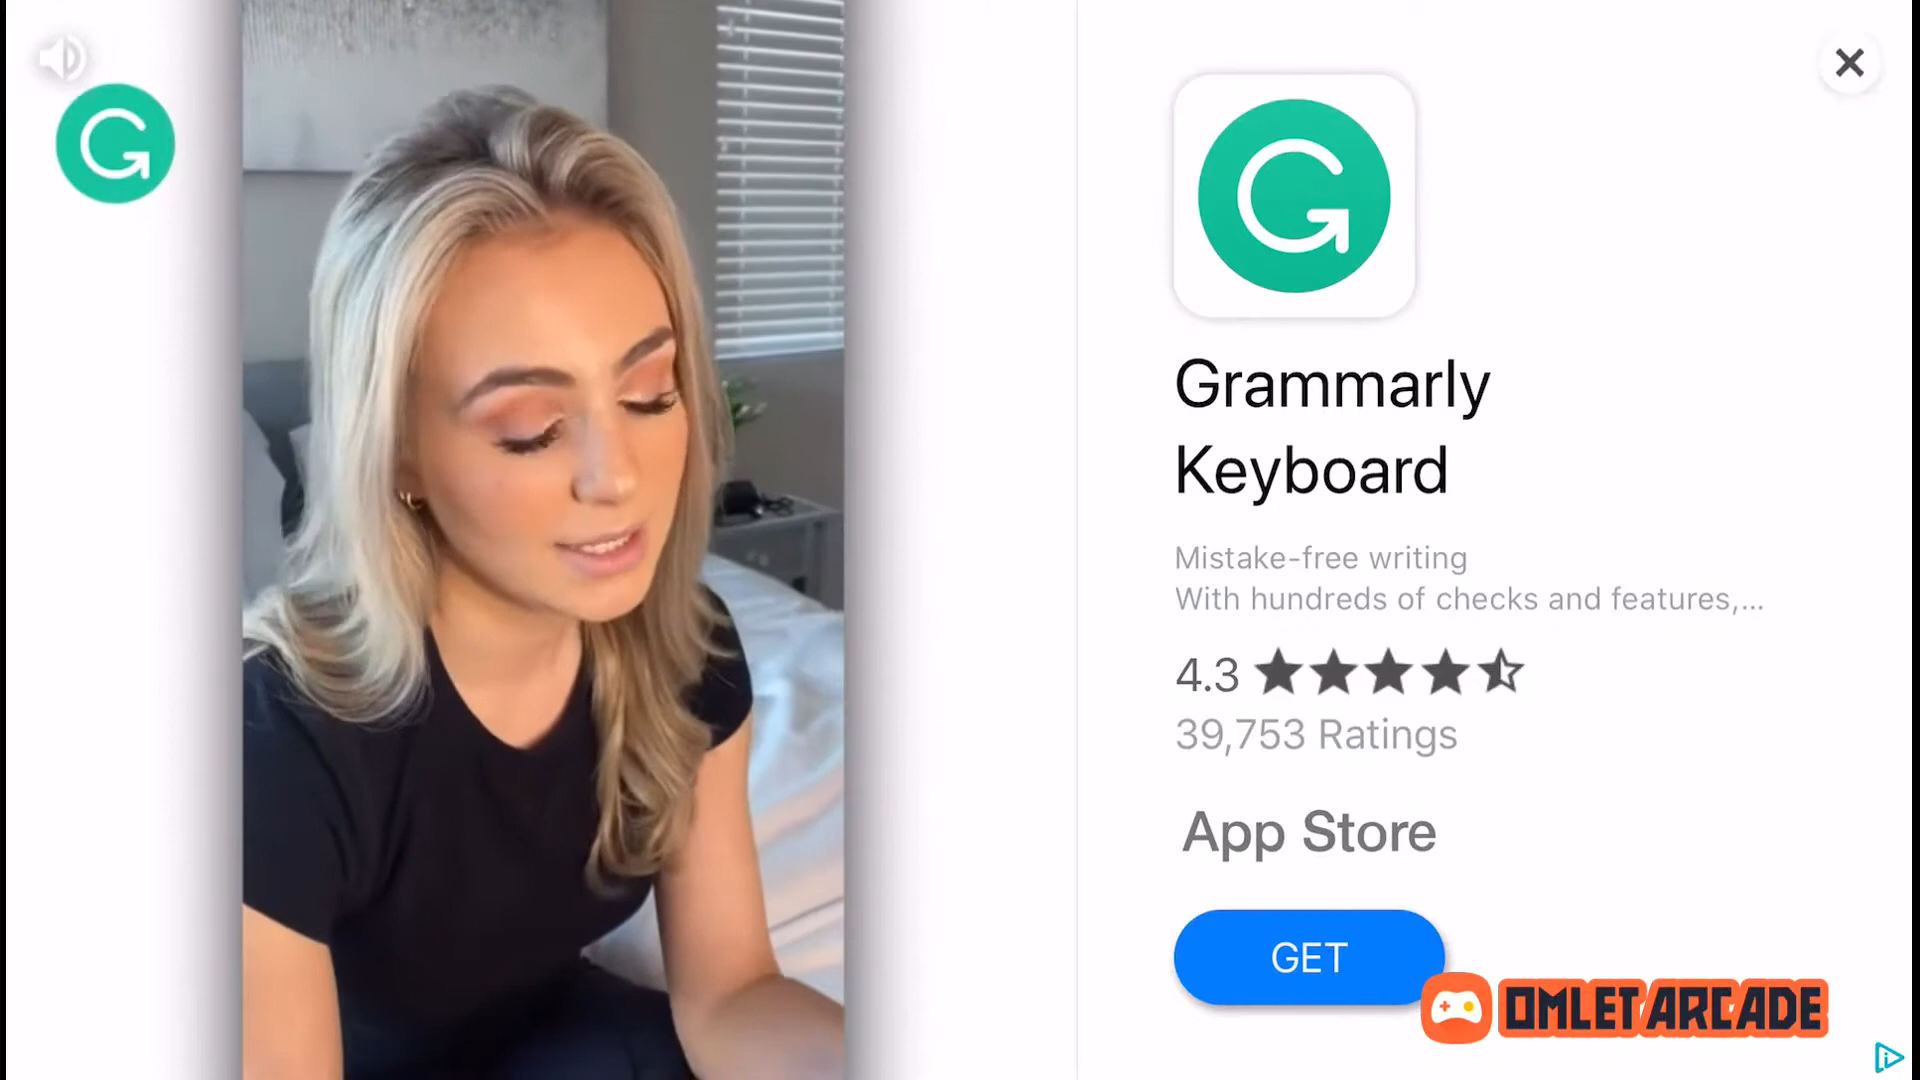 Grammarly
Keyboard
Mistake-free writing
With hundreds of checks and features,...
4.3
39,753 Ratings
App Store
GET
OMLET ARCADE